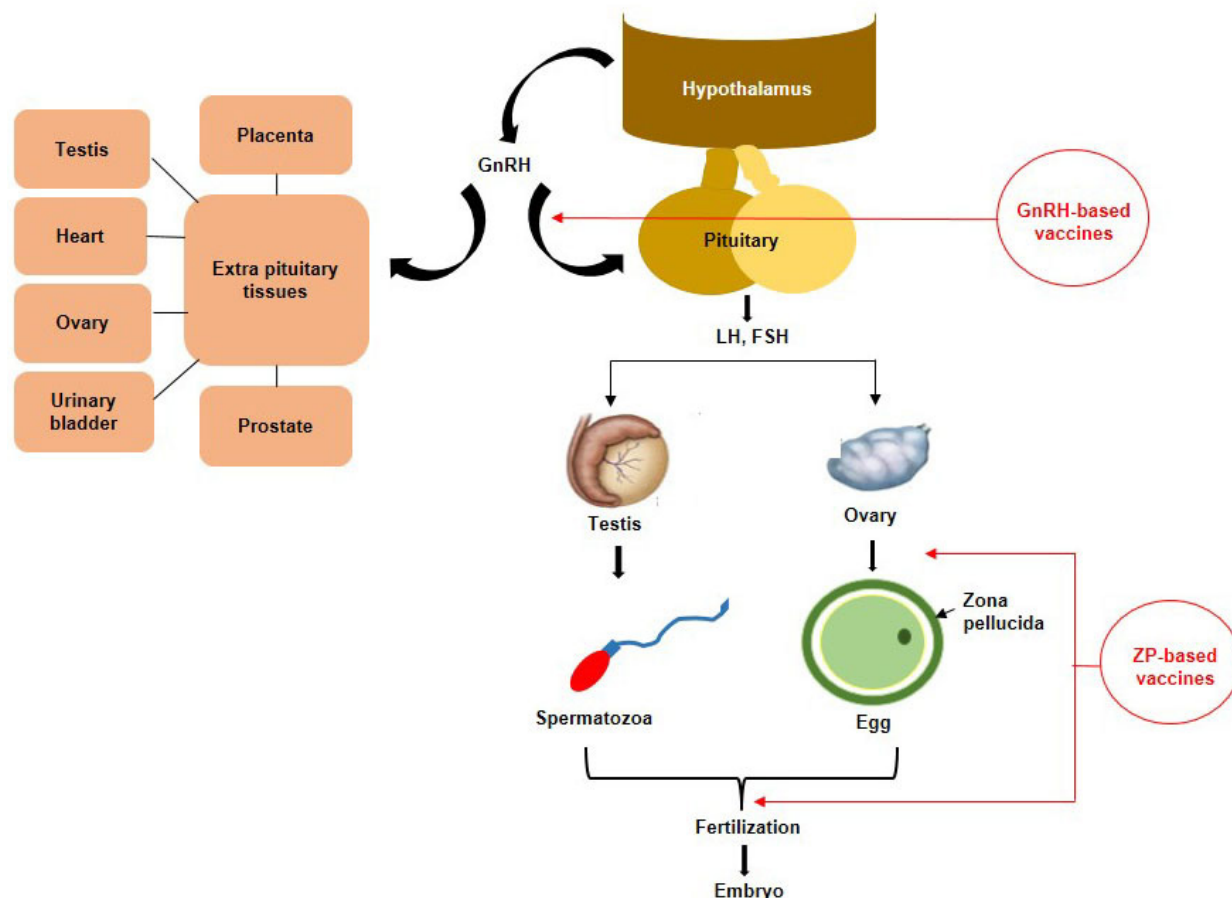 Hypothalamus
Testis
Placenta
GnRH
Heart
Extra pituitary
tissues
Pituitary
GnRH-based
vaccines
Ovary
Urinary
bladder
Prostate
LH, FSH
Testis
Ovary
Zona
pellucida
ZP-based
vaccines
Spermatozoa
Egg
Fertilization
Embryo